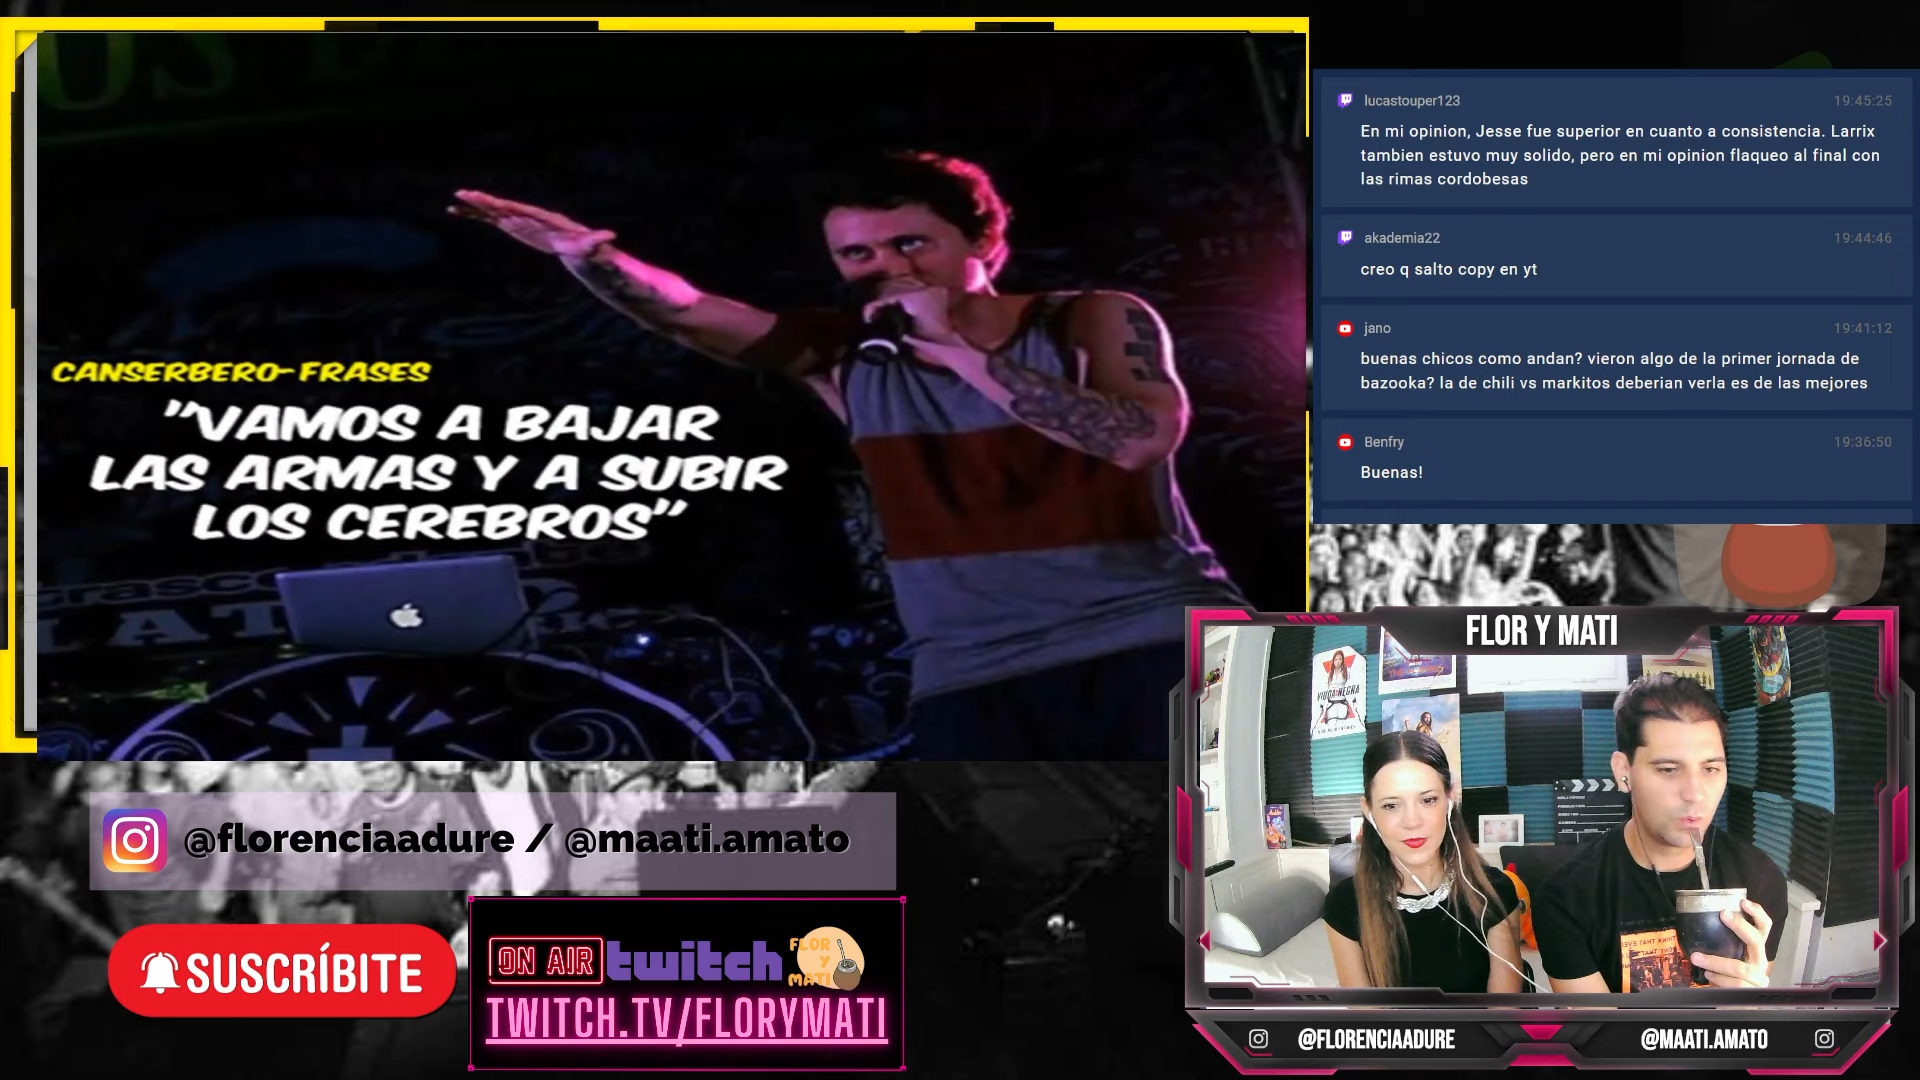 CANSERBERO-FRASES
"VAMOS A BAJAR
LAS ARMAS Y A SUBIR
LOS CEREBROS"
lucastouper123 19:45:25
En mi opinion, Jesse fue superior en cuanto a consistencia. Larrix
tambien estuvo muy solido, pero en mi opinion flaqueo al final con
las rimas cordobesas
akademia22 19:44:46
creo q salto copy en yt
jano 19:41:12
buenas chicos como andan? vieron algo de la primer jornada de
bazooka? la de chili vs markitos deberian verla es de las mejores
Benfry 19:36:50
Buenas!
FLOR Y MATI
VIUDA NEGRA
@florenciaadure / @maati.amato
SUSCRÍBITE
ON AIR twitch
FLOR
Y
MATI
TWITCH.TV/FLORYMATI
@FLORENCIAADURE
@MAATI.AMATO